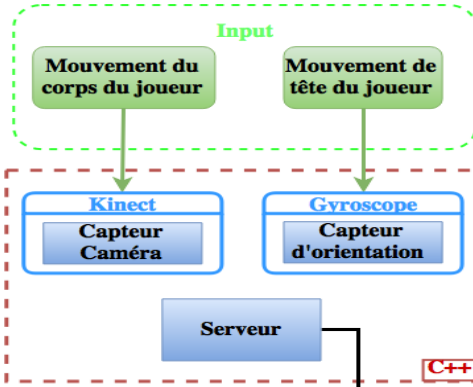 Input
Mouvement du
corps du joueur
Mouvement de
tête du joueur
Kinect
Capteur
Caméra
Gyroscope
Capteur
d'orientation
Serveur
C++